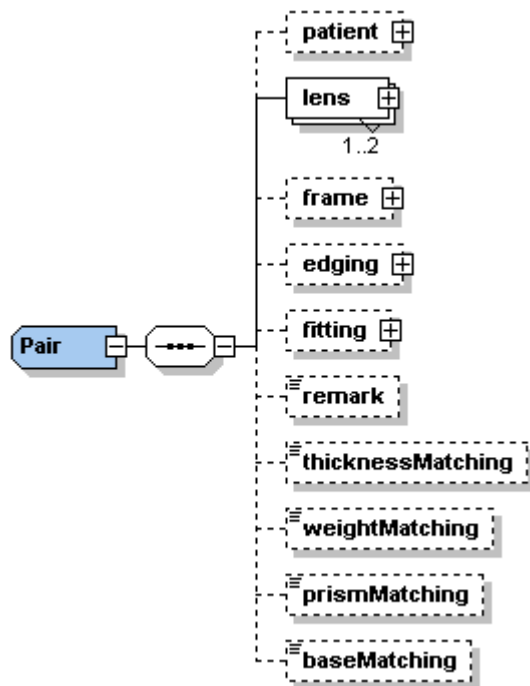 patient
lens
1..2
frame
edging
Pair
fitting
remark
thicknessMatching
weightMatching
prismMatching
baseMatching